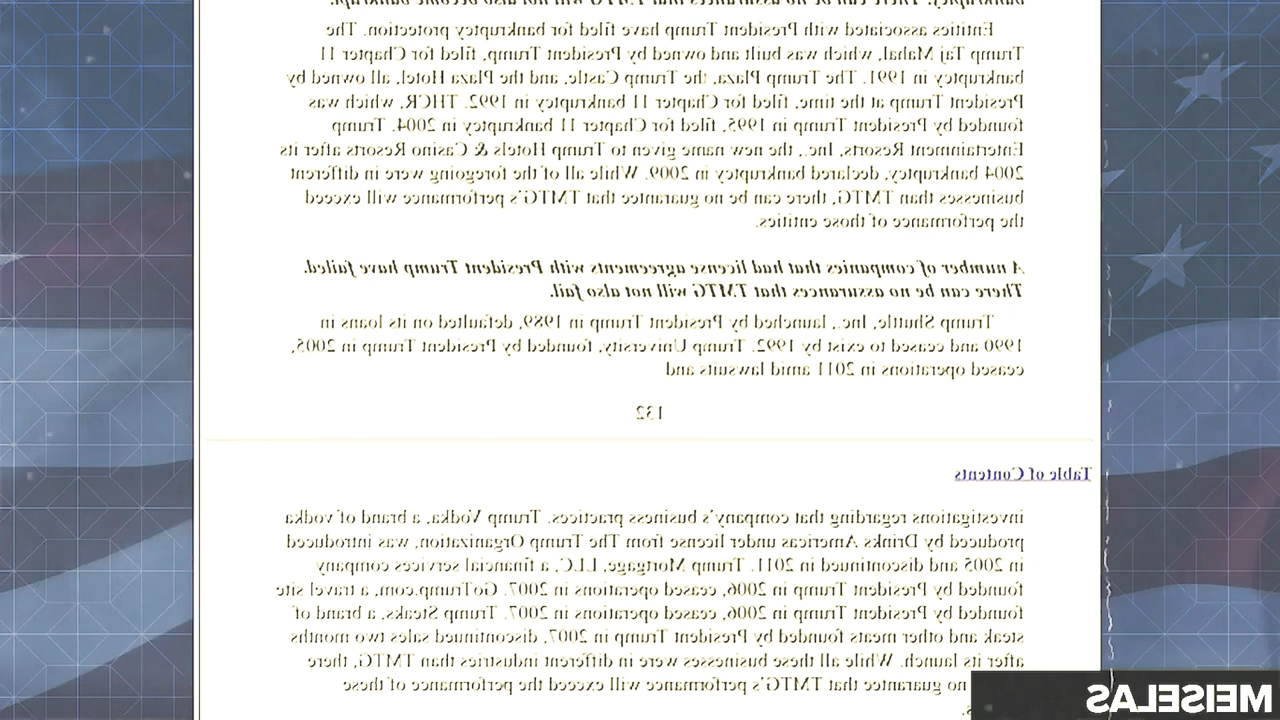 bankruptcy. There can be no assurances that TMTG will not also become bankrupt.
Entities associated with President Trump have filed for bankruptcy protection. The
Trump Taj Mahal, which was built and owned by President Trump, filed for Chapter 11
bankruptcy in 1991. The Trump Plaza, the Trump Castle, and the Plaza Hotel, all owned by
President Trump at the time, filed for Chapter 11 bankruptcy in 1992. THCR, which was
founded by President Trump in 1995, filed for Chapter 11 bankruptcy in 2004. Trump
Entertainment Resorts, Inc., the new name given to Trump Hotels & Casino Resorts after its
2004 bankruptcy, declared bankruptcy in 2009. While all of the foregoing were in different
businesses than TMTG, there can be no guarantee that TMTG's performance will exceed
the performance of those entities.
A number of companies that had license agreements with President Trump have failed.
There can be no assurances that TMTG will not also fail.
Trump Shuttle, Inc., launched by President Trump in 1989, defaulted on its loans in
1990 and ceased to exist by 1992. Trump University, founded by President Trump in 2005,
ceased operations in 2011 amid lawsuits and
132
Table of Contents
investigations regarding that company's business practices. Trump Vodka, a brand of vodka
produced by Drinks Americas under license from The Trump Organization, was introduced
in 2005 and discontinued in 2011. Trump Mortgage, LLC, a financial services company
founded by President Trump in 2006, ceased operations in 2007. GoTrump.com, a travel site
founded by President Trump in 2006, ceased operations in 2007. Trump Steaks, a brand of
steak and other meats founded by President Trump in 2007, discontinued sales two months
after its launch. While all these businesses were in different industries than TMTG, there
no guarantee that TMTG's performance will exceed the performance of these
MEISELAS